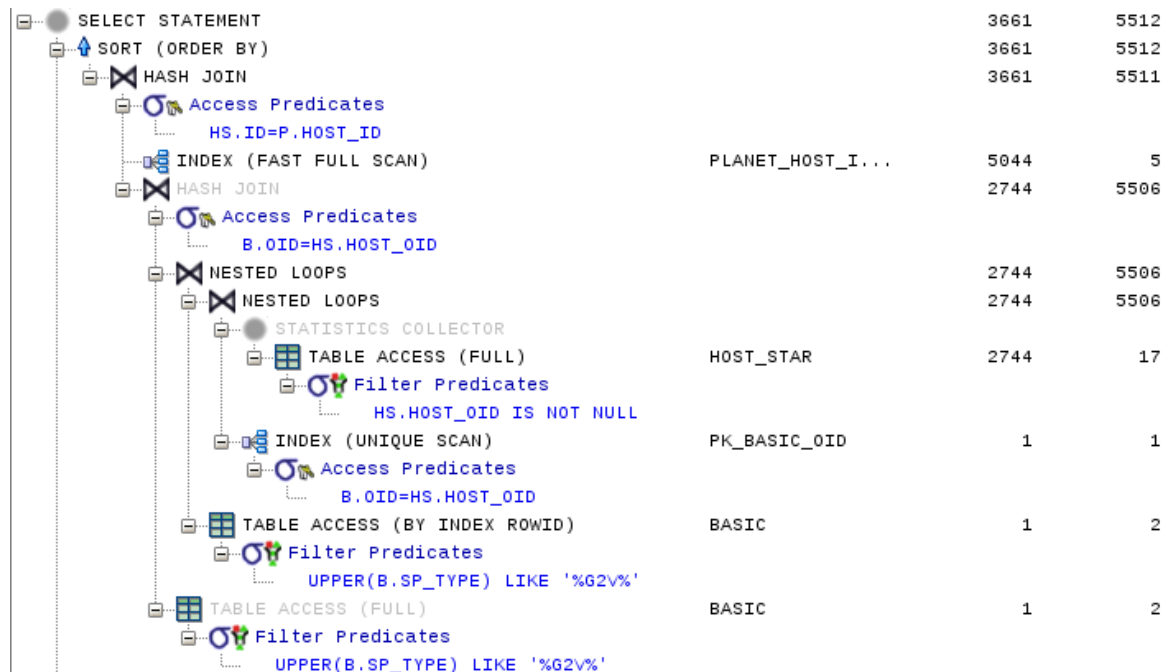 SELECT STATEMENT 3661 5512
SORT (ORDER BY) 3661 5512
HASH JOIN 3661 5511
Access Predicates
HS.ID=P.HOST_ID
INDEX (FAST FULL SCAN) PLANET_HOST_I... 5044 5
HASH JOIN 2744 5506
Access Predicates
B.OID=HS.HOST_OID
NESTED LOOPS 2744 5506
NESTED LOOPS 2744 5506
STATISTICS COLLECTOR
TABLE ACCESS (FULL) HOST_STAR 2744 17
Filter Predicates
HS.HOST_OID IS NOT NULL
INDEX (UNIQUE SCAN) PK_BASIC_OID 1 1
Access Predicates
B.OID=HS.HOST_OID
TABLE ACCESS (BY INDEX ROWID) BASIC 1 2
Filter Predicates
UPPER(B.SP_TYPE) LIKE '%G2V%'
TABLE ACCESS (FULL) BASIC 1 2
Filter Predicates
UPPER(B.SP_TYPE) LIKE '%G2V%'